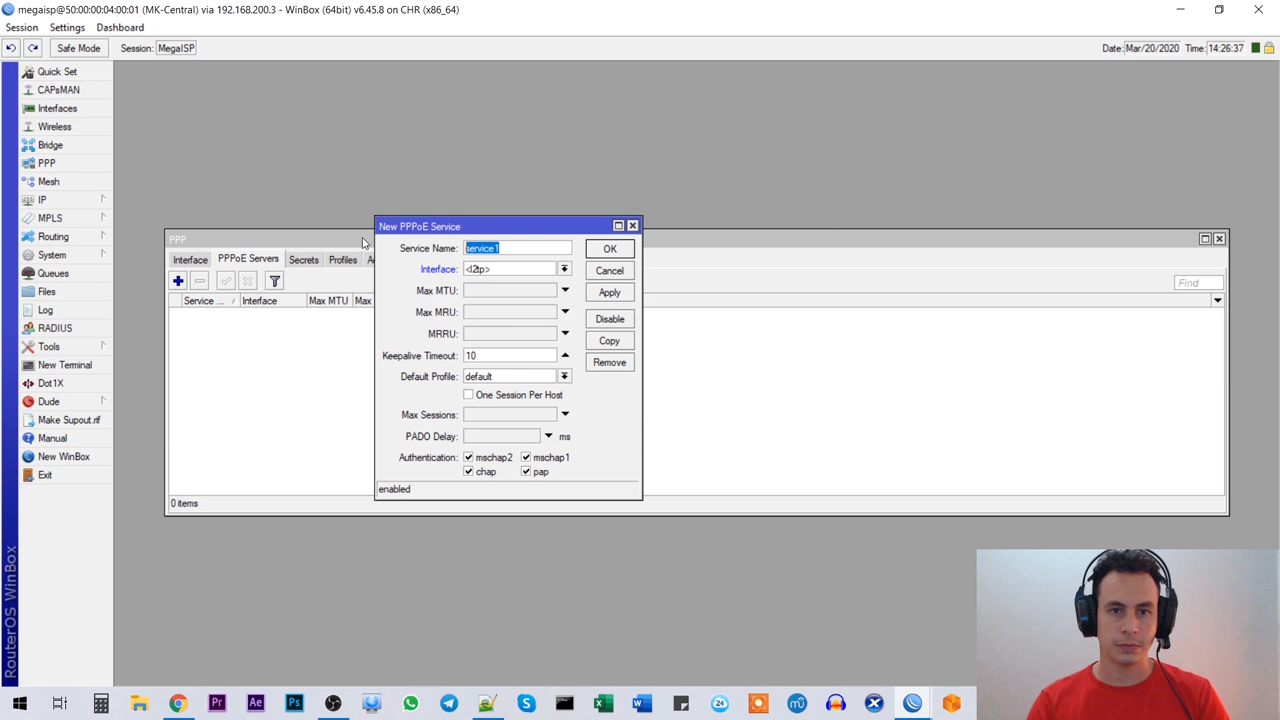 megaisp@50:00:00:04:00:01 (MK-Central) via 192.168.200.3 - WinBox (64bit) v6.45.8 on CHR (x86_64)
Session Settings Dashboard
Safe Mode Session: MegaISP Date: Mar/20/2020 Time: 14:26:37
Quick Set
CAPsMAN
Interfaces
Wireless
Bridge
PPP
Mesh
IP
MPLS
Routing
System
Queues
Files
Log
RADIUS
Tools
New Terminal
Dot1X
Dude
Make Supout.rif
Manual
New WinBox
Exit
RouterOS WinBox
PPP
Interface PPPoE Servers Secrets Profiles
Find
Service ... / Interface Max MTU Max
0 items
New PPPoE Service
Service Name: service1
Interface: <l2tp>
Max MTU:
Max MRU:
MRRU:
Keepalive Timeout: 10
Default Profile: default
One Session Per Host
Max Sessions:
PADO Delay: ms
Authentication: mschap2 mschap1
chap pap
enabled
OK
Cancel
Apply
Disable
Copy
Remove
Pr Ae Ps 24